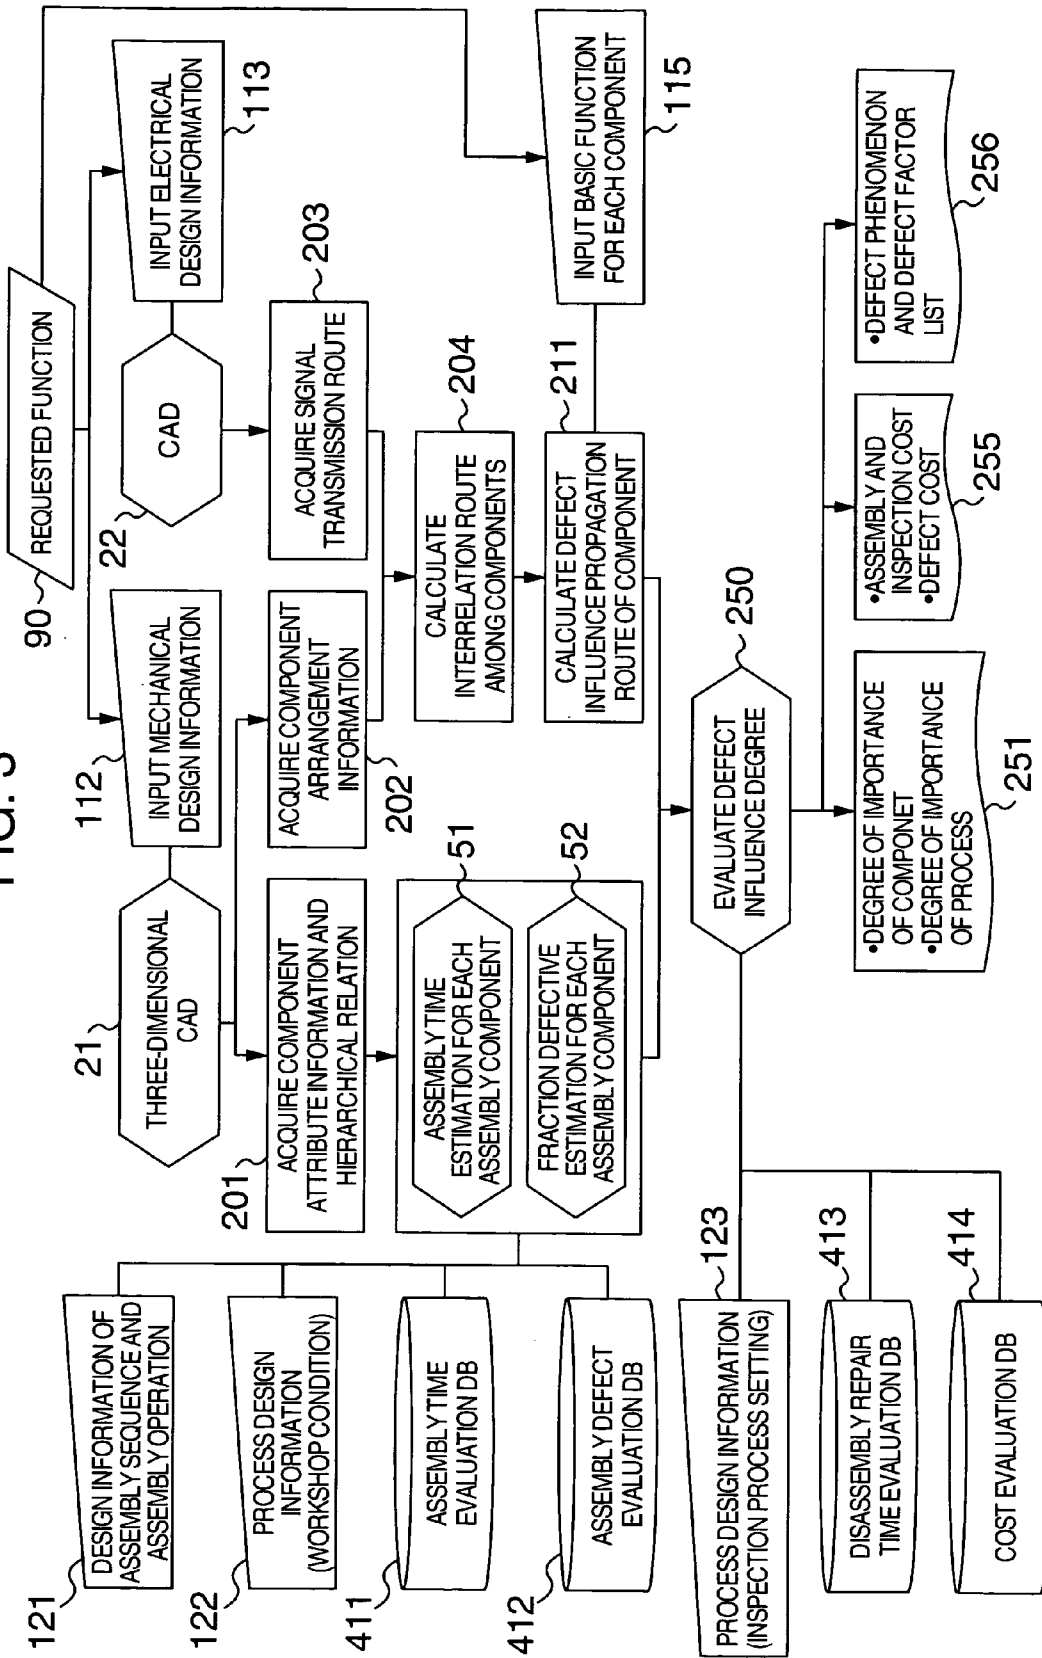 FIG. 3
90
REQUESTED FUNCTION
112
INPUT MECHANICAL
DESIGN INFORMATION
INPUT ELECTRICAL
DESIGN INFORMATION
113
21
THREE-DIMENSIONAL
CAD
22
CAD
201
ACQUIRE COMPONENT
ATTRIBUTE INFORMATION AND
HIERARCHICAL RELATION
ACQUIRE COMPONENT
ARRANGEMENT
INFORMATION
202
ACQUIRE SIGNAL
TRANSMISSION ROUTE
203
121
DESIGN INFORMATION OF
ASSEMBLY SEQUENCE AND
ASSEMBLY OPERATION
122
PROCESS DESIGN
INFORMATION
(WORKSHOP CONDITION)
411
ASSEMBLY TIME
EVALUATION DB
412
ASSEMBLY DEFECT
EVALUATION DB
ASSEMBLY TIME
ESTIMATION FOR EACH
ASSEMBLY COMPONENT
51
FRACTION DEFECTIVE
ESTIMATION FOR EACH
ASSEMBLY COMPONENT
52
CALCULATE
INTERRELATION ROUTE
AMONG COMPONENTS
204
CALCULATE DEFECT
INFLUENCE PROPAGATION
ROUTE OF COMPONENT
211
INPUT BASIC FUNCTION
FOR EACH COMPONENT
115
PROCESS DESIGN INFORMATION
(INSPECTION PROCESS SETTING)
123
DISASSEMBLY REPAIR
TIME EVALUATION DB
413
COST EVALUATION DB
414
EVALUATE DEFECT
INFLUENCE DEGREE
250
•DEGREE OF IMPORTANCE
OF COMPONET
•DEGREE OF IMPORTANCE
OF PROCESS
251
•ASSEMBLY AND
INSPECTION COST
•DEFECT COST
255
•DEFECT PHENOMENON
AND DEFECT FACTOR
LIST
256